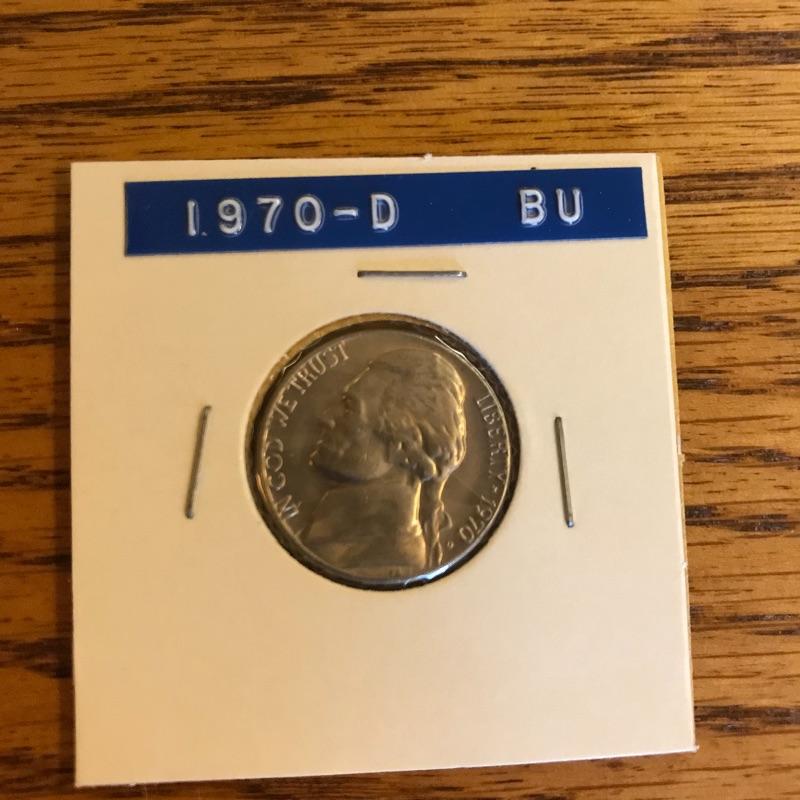 1970-D BU
IN GOD WE TRUST
LIBERTY
1970
D